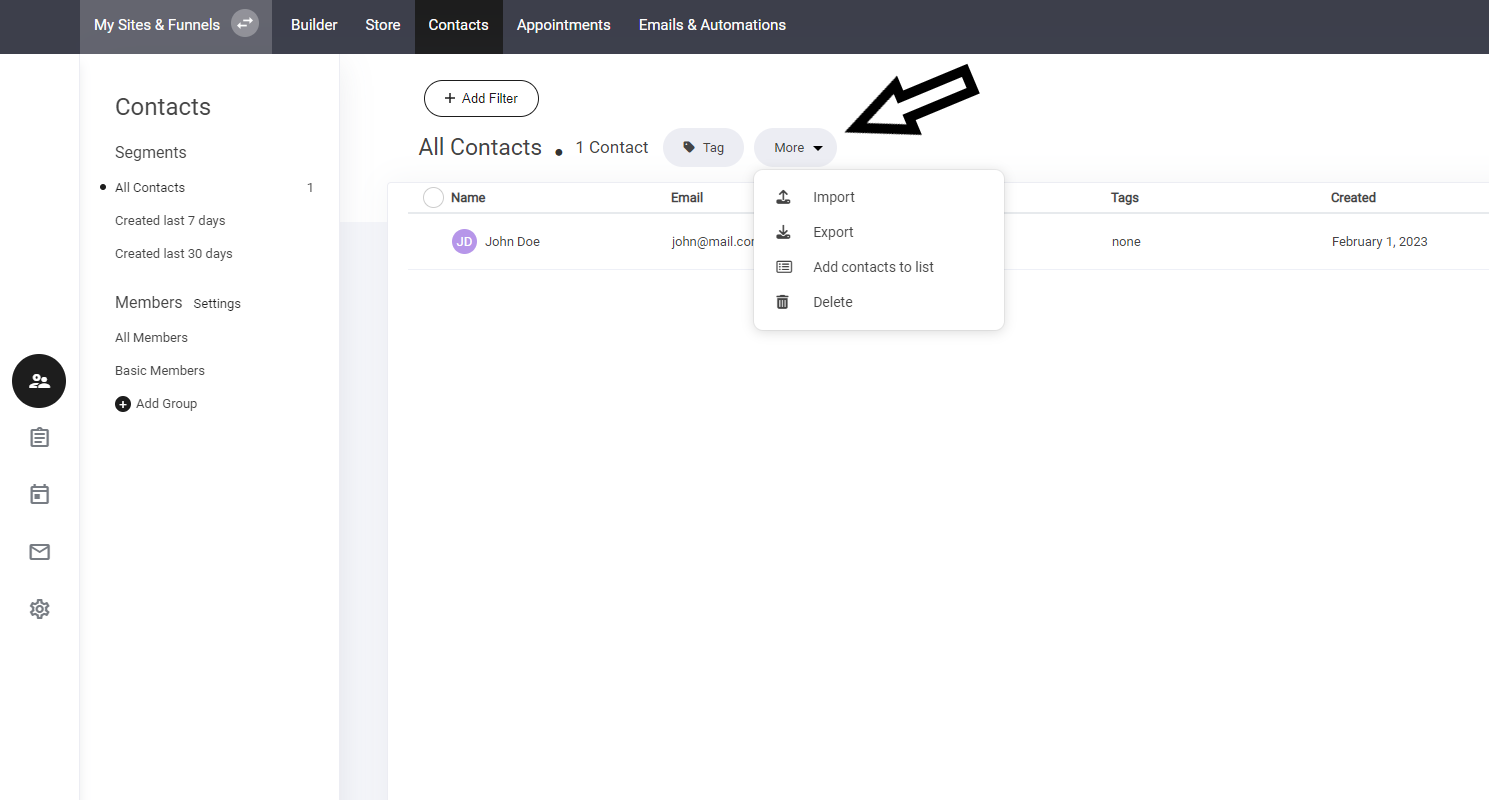 My Sites & Funnels Builder Store Contacts Appointments Emails & Automations
Contacts
Segments
All Contacts 1
Created last 7 days
Created last 30 days
Members Settings
All Members
Basic Members
Add Group
+ Add Filter
All Contacts • 1 Contact Tag More
Name Email Tags Created
JD John Doe john@mail.co none February 1, 2023
Import
Export
Add contacts to list
Delete